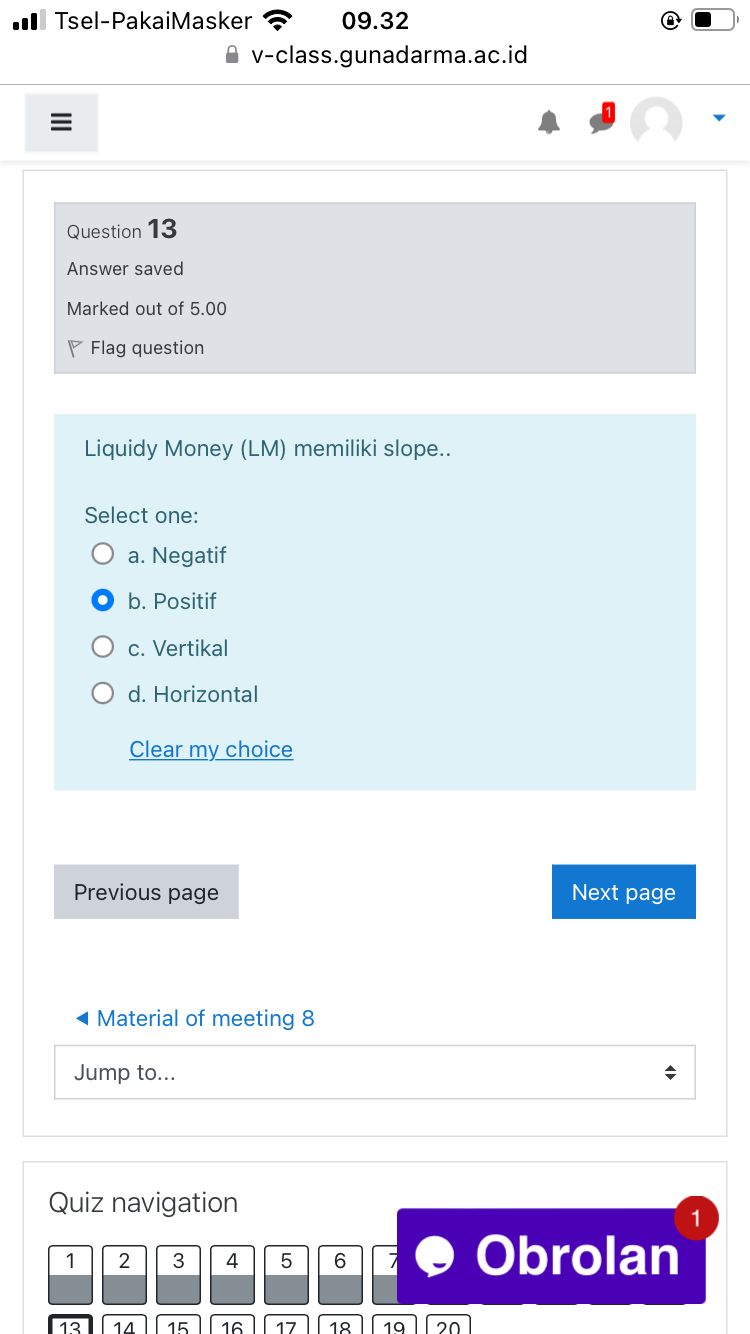 Tsel-PakaiMasker 09.32
v-class.gunadarma.ac.id
1
Question 13
Answer saved
Marked out of 5.00
Flag question
Liquidy Money (LM) memiliki slope..
Select one:
a. Negatif
b. Positif
c. Vertikal
d. Horizontal
Clear my choice
Previous page Next page
◄ Material of meeting 8
Jump to...
Quiz navigation
1
Obrolan
1 2 3 4 5 6 7
13 14 15 16 17 18 19 20